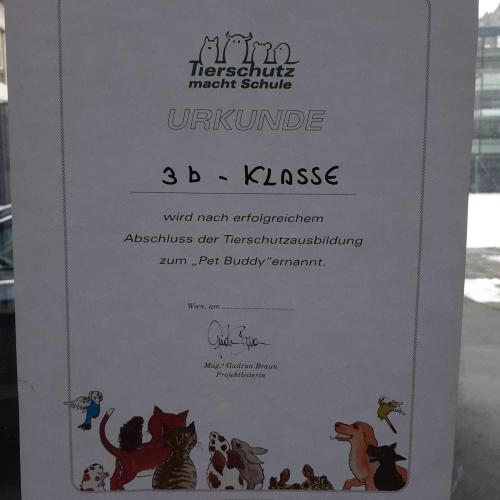 Tierschutz
macht Schule
URKUNDE
3b - KLASSE
wird nach erfolgreichem
Abschluss der Tierschutzausbildung
zum „Pet Buddy" ernannt.
Wien, am ................................
Mag.ª Gudrun Braun
Projektleiterin